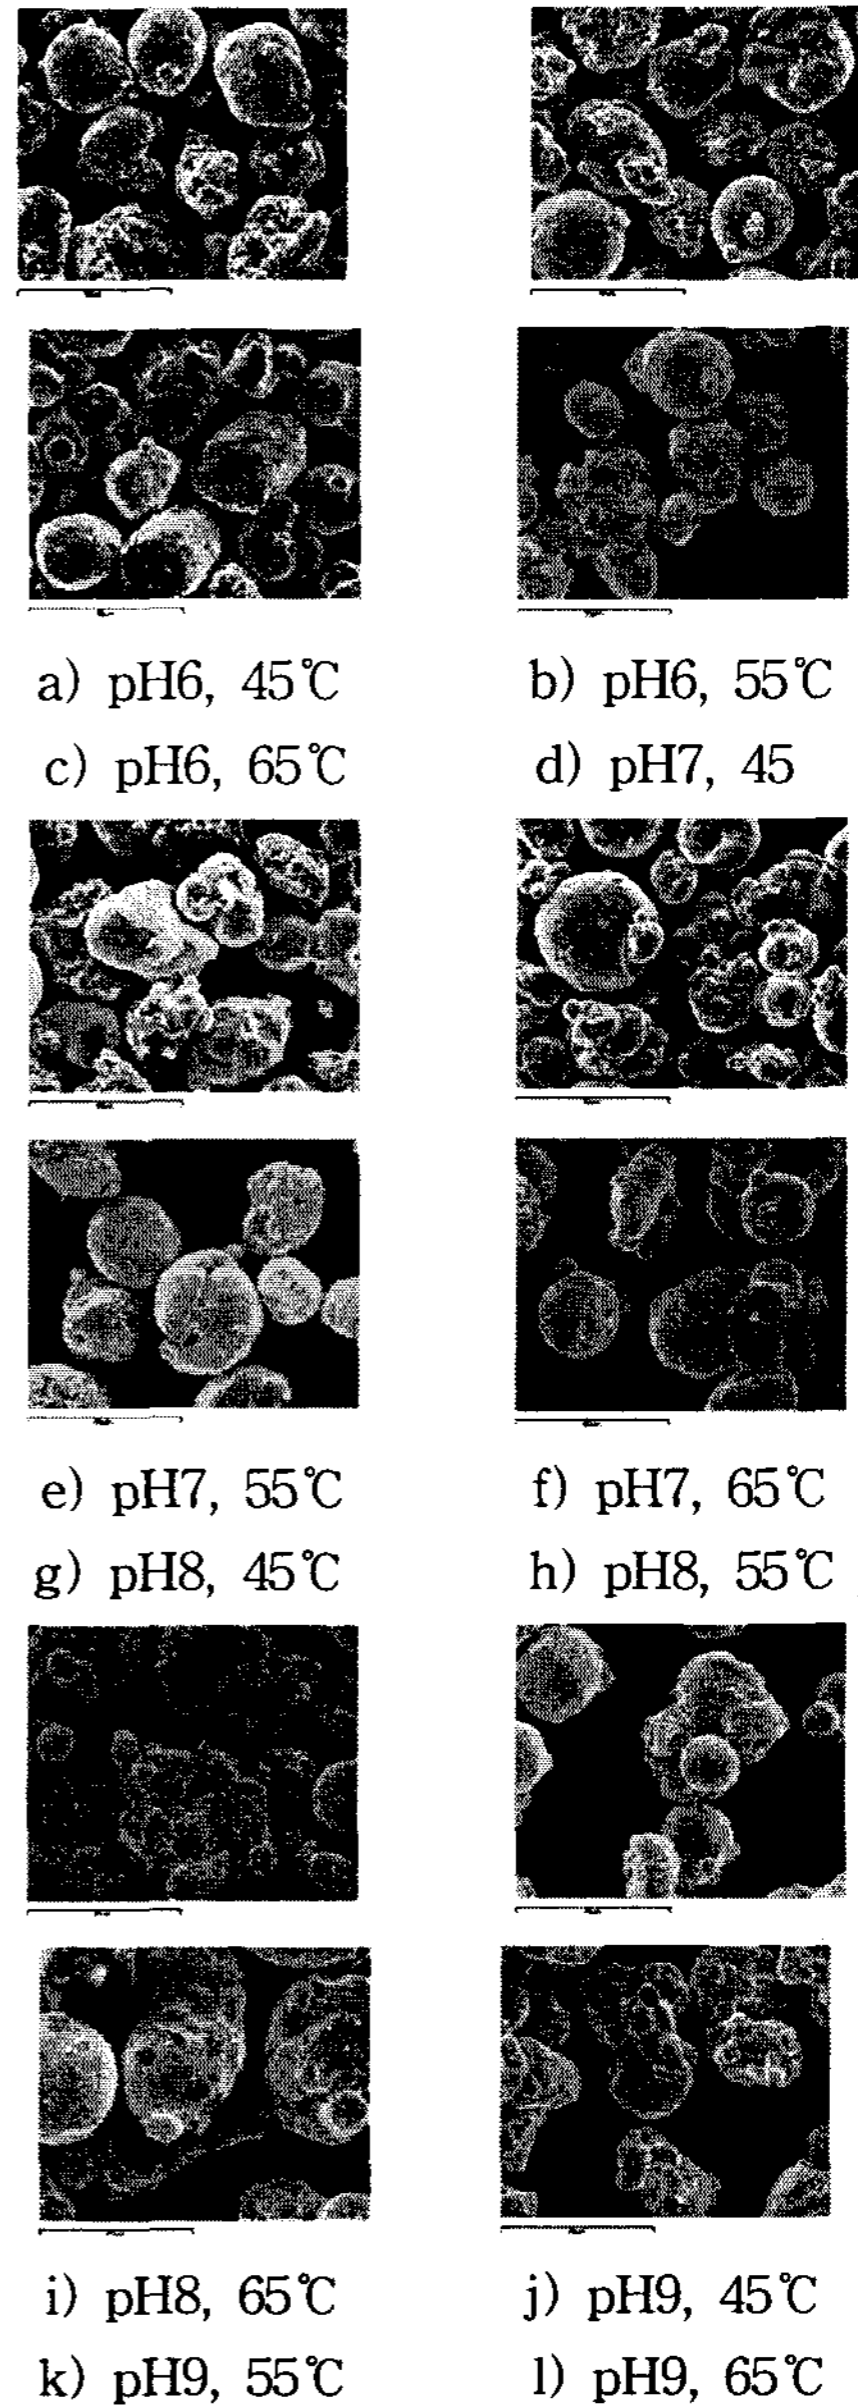 a) pH6, 45℃
b) pH6, 55℃
c) pH6, 65℃
d) pH7, 45
e) pH7, 55℃
f) pH7, 65℃
g) pH8, 45℃
h) pH8, 55℃
i) pH8, 65℃
j) pH9, 45℃
k) pH9, 55℃
l) pH9, 65℃